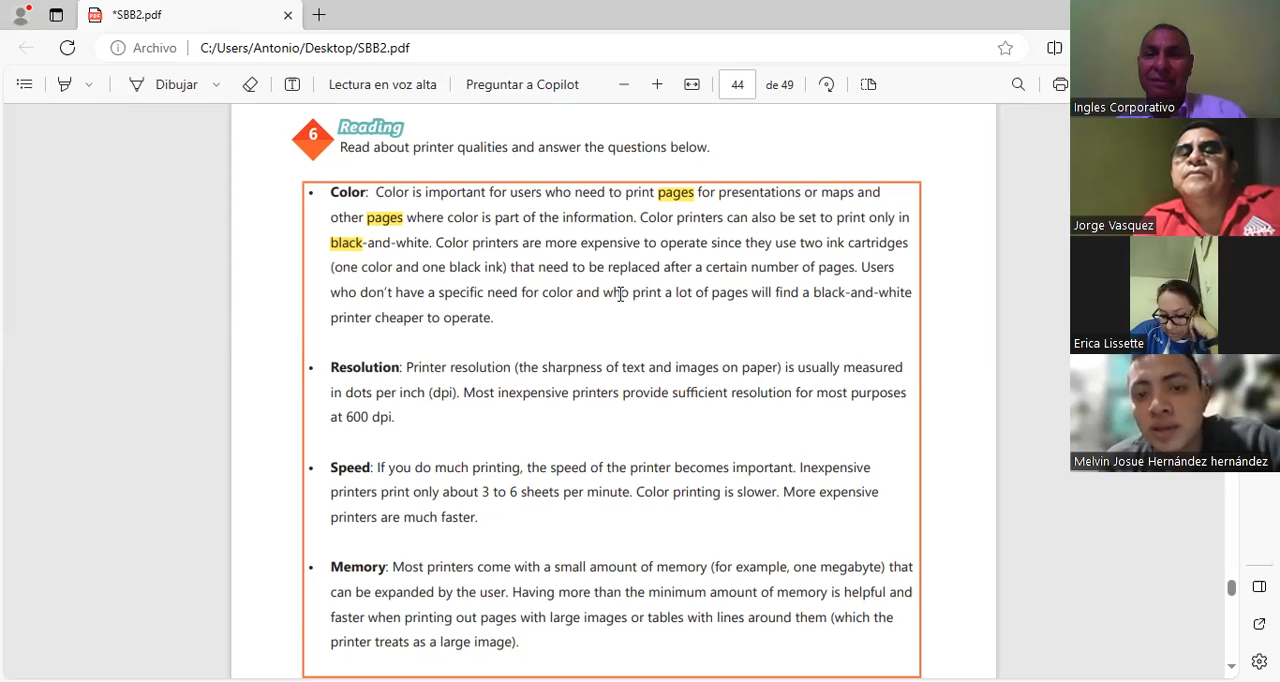 *SBB2.pdf
Archivo
C:/Users/Antonio/Desktop/SBB2.pdf
Dibujar
Lectura en voz alta
Preguntar a Copilot
44
de 49
6
Reading
Read about printer qualities and answer the questions below.
• Color: Color is important for users who need to print pages for presentations or maps and
other pages where color is part of the information. Color printers can also be set to print only in
black-and-white. Color printers are more expensive to operate since they use two ink cartridges
(one color and one black ink) that need to be replaced after a certain number of pages. Users
who don't have a specific need for color and who print a lot of pages will find a black-and-white
printer cheaper to operate.
• Resolution: Printer resolution (the sharpness of text and images on paper) is usually measured
in dots per inch (dpi). Most inexpensive printers provide sufficient resolution for most purposes
at 600 dpi.
• Speed: If you do much printing, the speed of the printer becomes important. Inexpensive
printers print only about 3 to 6 sheets per minute. Color printing is slower. More expensive
printers are much faster.
• Memory: Most printers come with a small amount of memory (for example, one megabyte) that
can be expanded by the user. Having more than the minimum amount of memory is helpful and
faster when printing out pages with large images or tables with lines around them (which the
printer treats as a large image).
Ingles Corporativo
Jorge Vasquez
Erica Lissette
Melvin Josue Hernández hernández